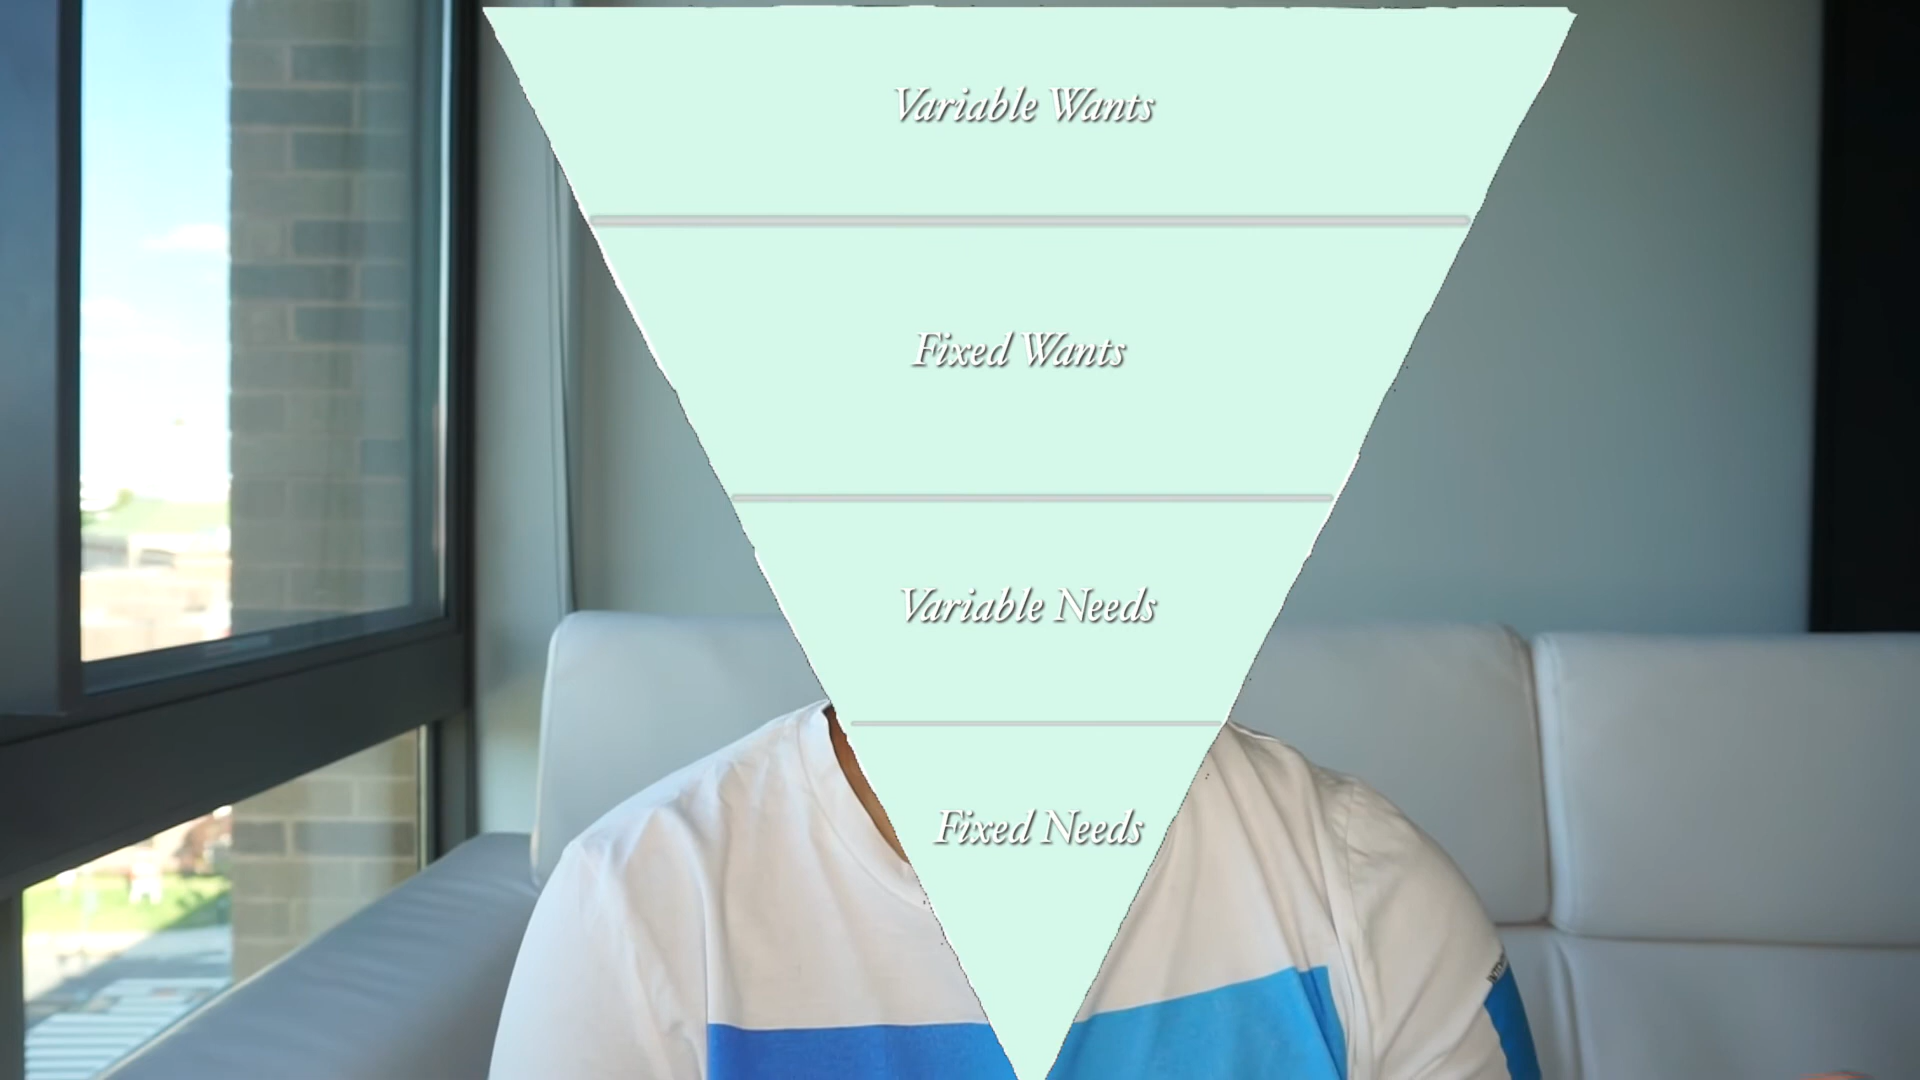 Variable Wants
Fixed Wants
Variable Needs
Fixed Needs